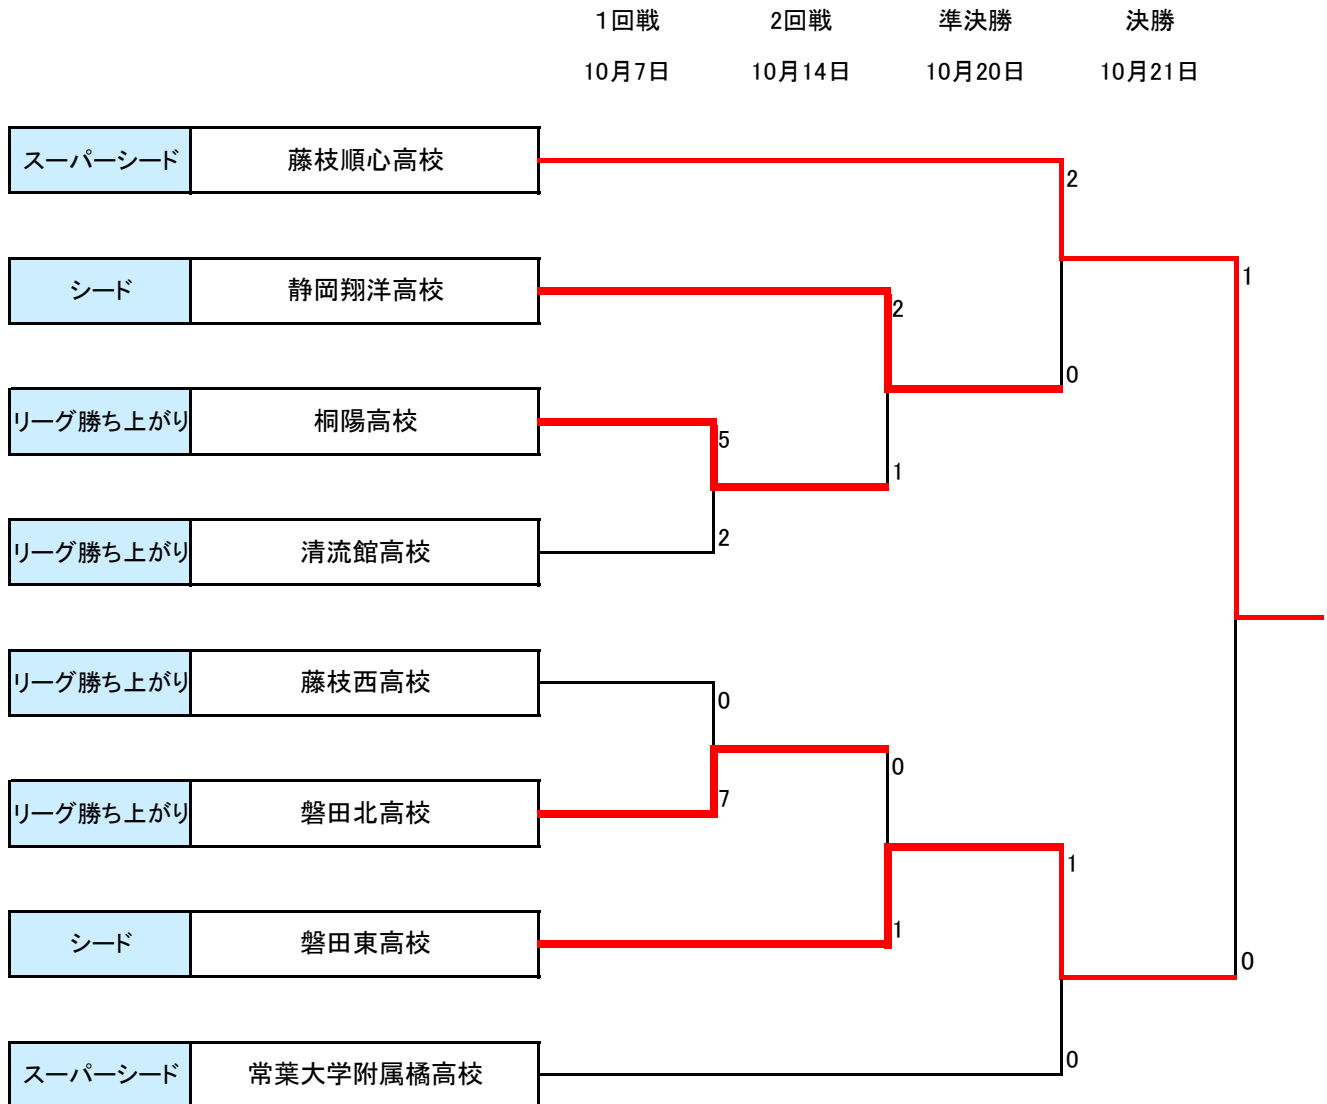 1回戦 2回戦 準決勝 決勝
10月7日 10月14日 10月20日 10月21日
スーパーシード 藤枝順心高校
2
1
シード 静岡翔洋高校
2
0
リーグ勝ち上がり 桐陽高校
5
1
2
リーグ勝ち上がり 清流館高校
リーグ勝ち上がり 藤枝西高校
0
0
リーグ勝ち上がり 磐田北高校
7
1
シード 磐田東高校
1
0
0
スーパーシード 常葉大学附属橘高校